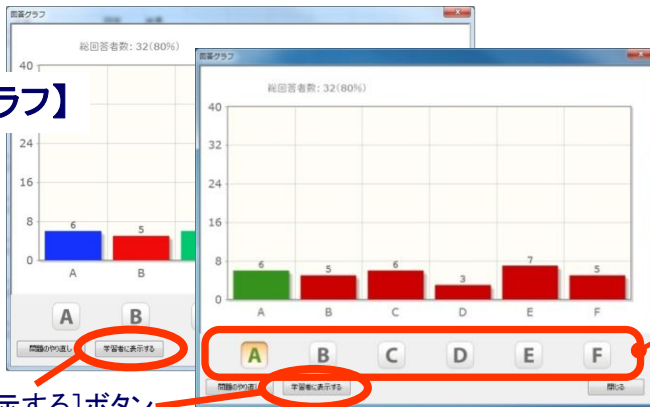 回答グラフ
総回答者数: 32(80%)
ラフ】
40
24
16
8
0
6
5
A
B
A
B
問題のやり直し
学習者に表示する
回答グラフ
総回答者数: 32(80%)
40
32
24
16
8
0
6
5
6
3
7
5
A B C D E F
A B C D E F
問題のやり直し
学習者に表示する
閉じる
示する]ボタン